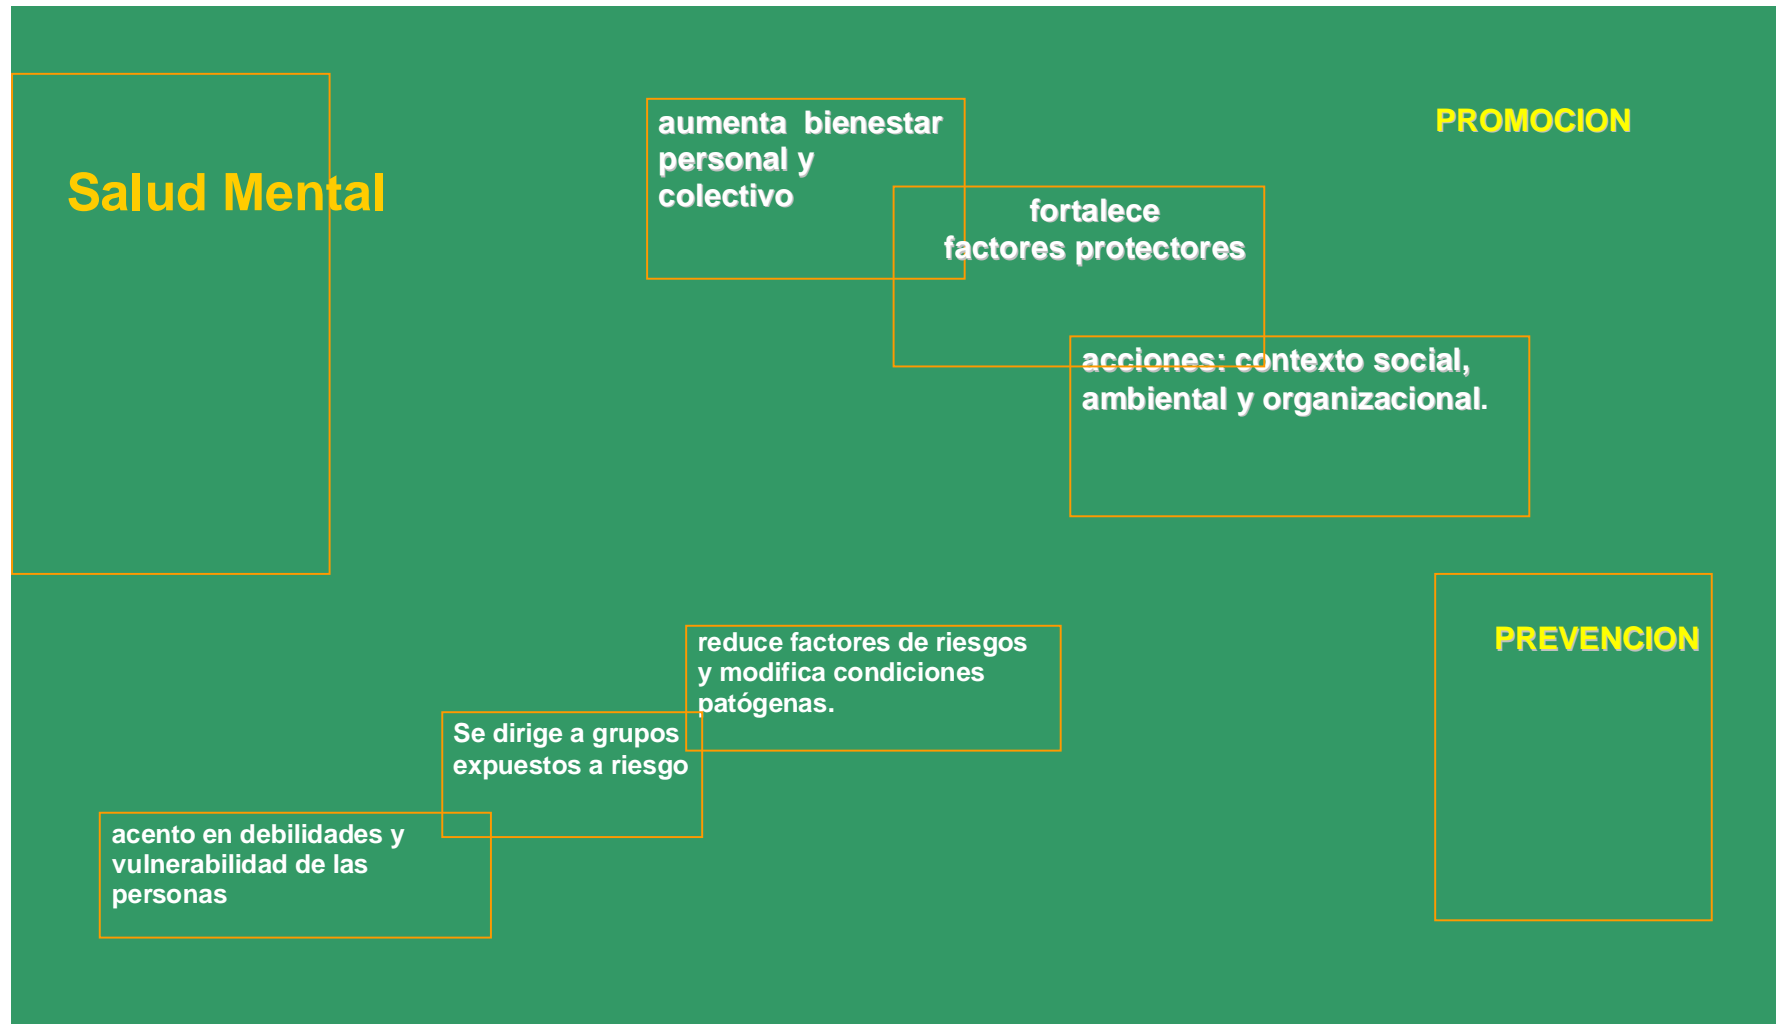 Salud Mental
aumenta  bienestar
personal y
colectivo
fortalece
factores protectores
acciones: contexto social,
ambiental y organizacional.
PROMOCION
PREVENCION
reduce factores de riesgos
y modifica condiciones
patógenas.
Se dirige a grupos
expuestos a riesgo
acento en debilidades y
vulnerabilidad de las
personas